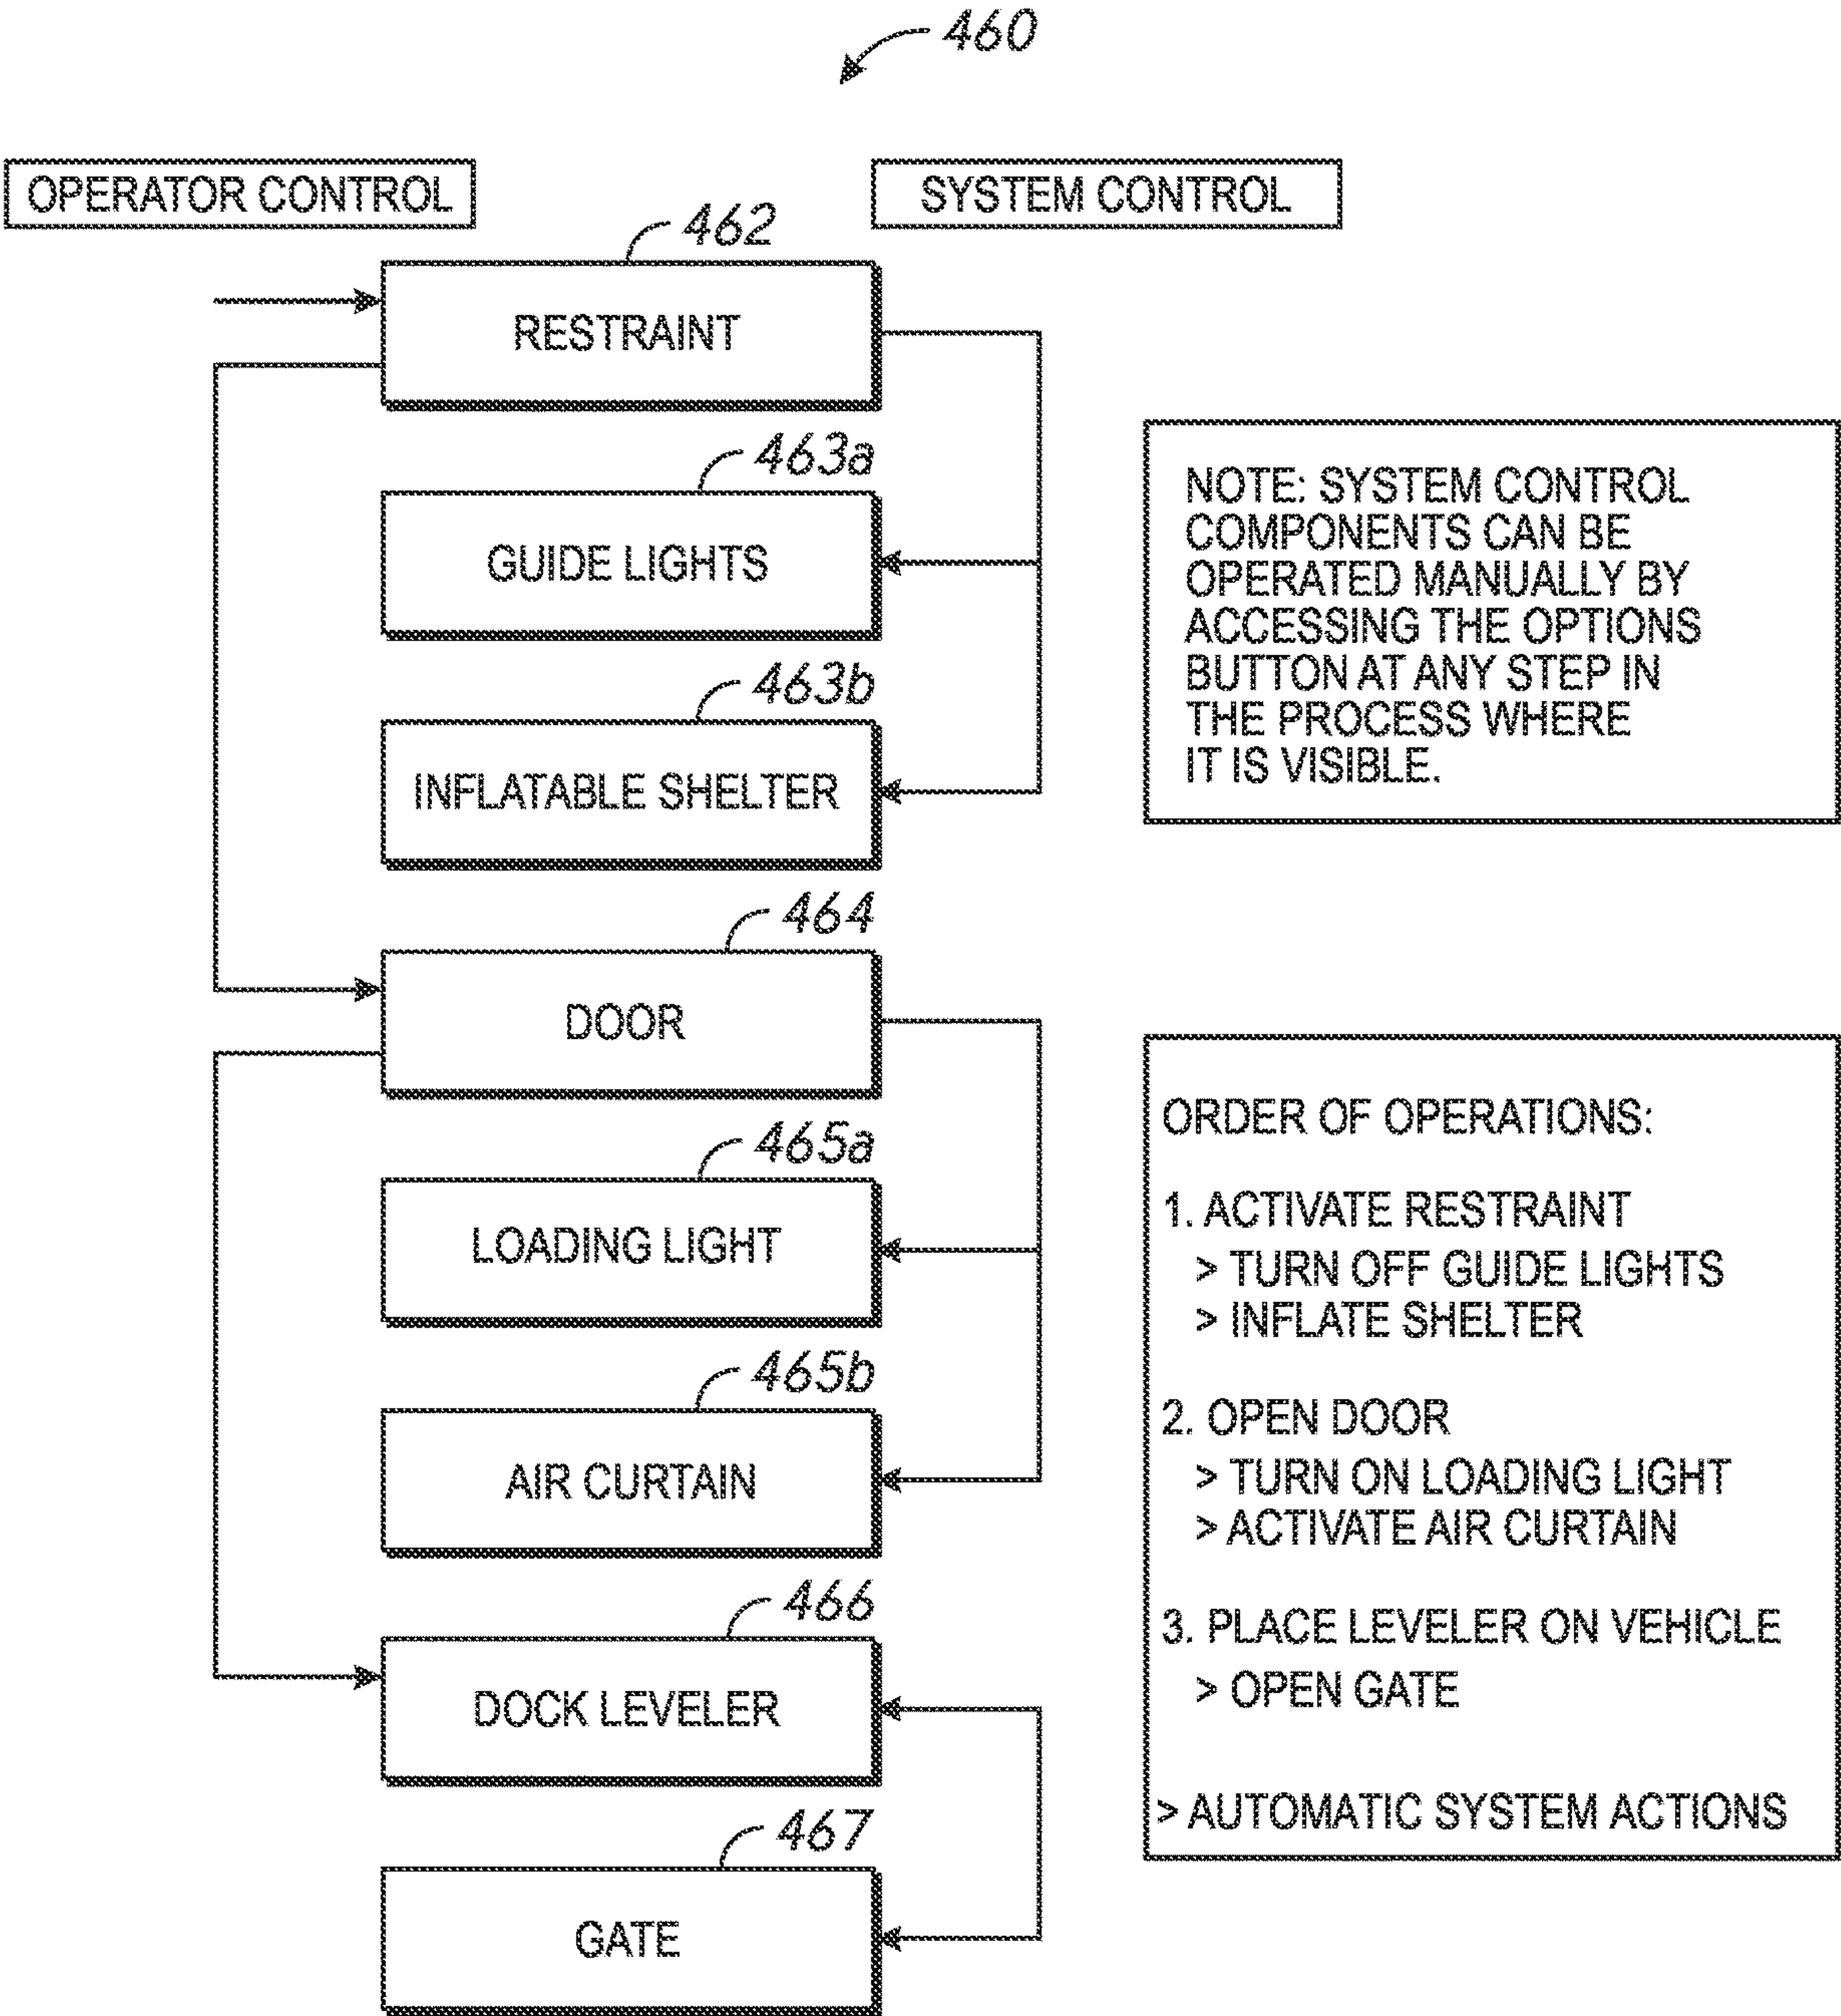 460
OPERATOR CONTROL
SYSTEM CONTROL
462
RESTRAINT
463a
GUIDE LIGHTS
463b
INFLATABLE SHELTER
464
DOOR
465a
LOADING LIGHT
465b
AIR CURTAIN
466
DOCK LEVELER
467
GATE
NOTE: SYSTEM CONTROL
COMPONENTS CAN BE
OPERATED MANUALLY BY
ACCESSING THE OPTIONS
BUTTON AT ANY STEP IN
THE PROCESS WHERE
IT IS VISIBLE.
ORDER OF OPERATIONS:
1. ACTIVATE RESTRAINT
> TURN OFF GUIDE LIGHTS
> INFLATE SHELTER
2. OPEN DOOR
> TURN ON LOADING LIGHT
> ACTIVATE AIR CURTAIN
3. PLACE LEVELER ON VEHICLE
> OPEN GATE
> AUTOMATIC SYSTEM ACTIONS